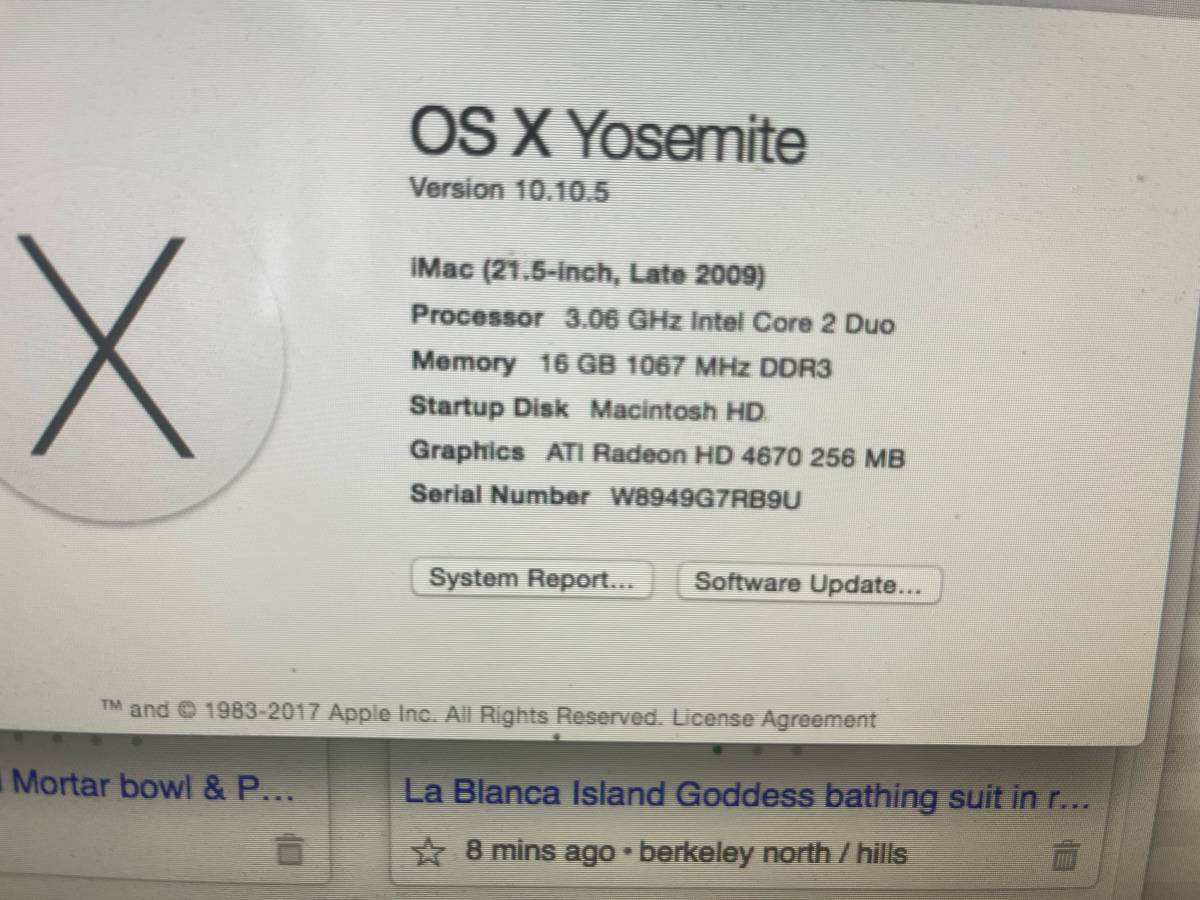 OS X Yosemite
Version 10.10.5
iMac (21.5-inch, Late 2009)
Processor 3.06 GHz Intel Core 2 Duo
Memory 16 GB 1067 MHz DDR3
Startup Disk Macintosh HD
Graphics ATI Radeon HD 4670 256 MB
Serial Number W8949G7RB9U
System Report... Software Update...
™ and © 1983-2017 Apple Inc. All Rights Reserved. License Agreement
Mortar bowl & P...
La Blanca Island Goddess bathing suit in r...
8 mins ago • berkeley north / hills